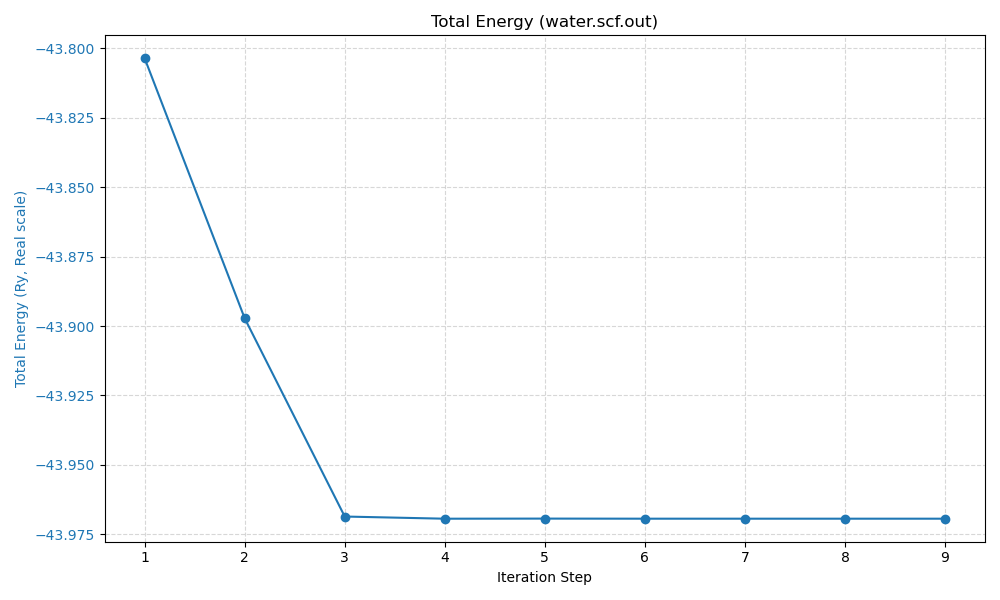 Total Energy (water.scf.out)
Total Energy (Ry, Real scale)
−43.800
−43.825
−43.850
−43.875
−43.900
−43.925
−43.950
−43.975
1 2 3 4 5 6 7 8 9
Iteration Step